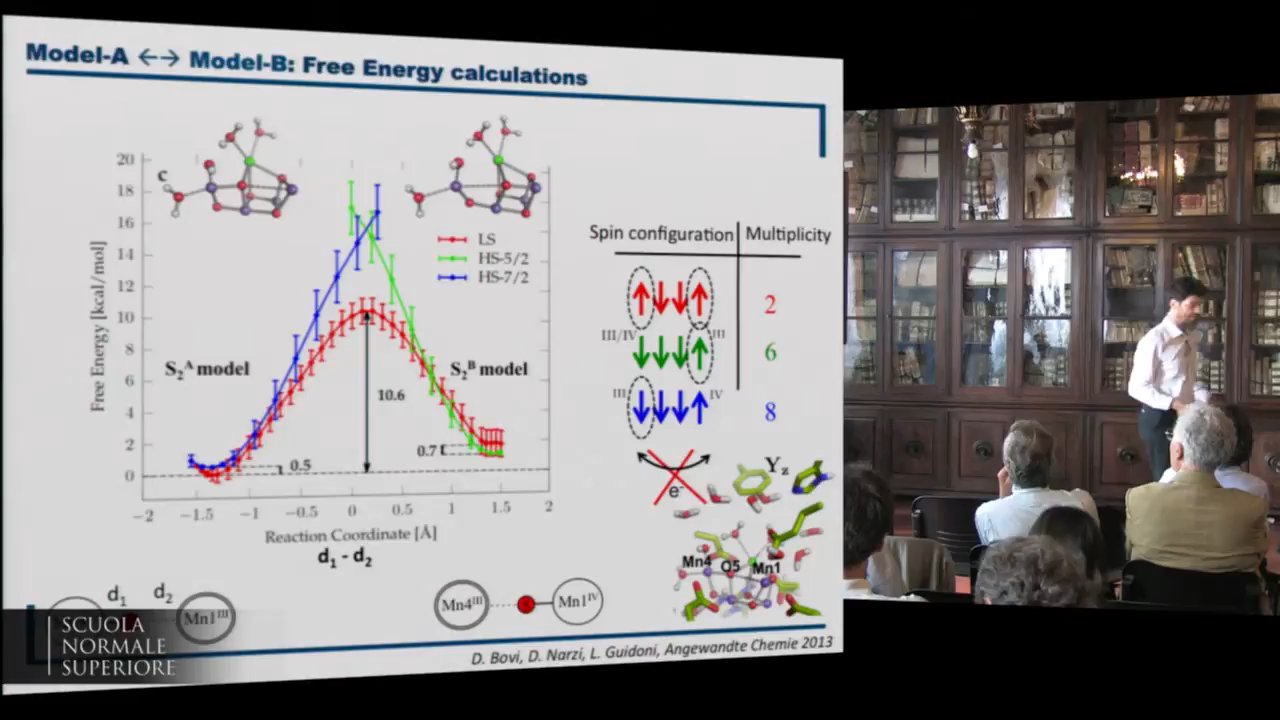 Model-A ←→ Model-B: Free Energy calculations
c
20
18
16
14
12
10
8
6
4
2
0
Free Energy [kcal/mol]
LS
HS-5/2
HS-7/2
S₂ᴬ model
S₂ᴮ model
10.6
0.7
0.5
−2 −1.5 −1 −0.5 0 0.5 1 1.5 2
Reaction Coordinate [Å]
d₁ - d₂
Spin configuration Multiplicity
2
III/IV III
6
III IV
8
e⁻
Yz
Mn4 O5 Mn1
d₁ d₂
Mn1ᴵᴵᴵ
Mn4ᴵᴵᴵ Mn1ᴵⱽ
D. Bovi, D. Narzi, L. Guidoni, Angewandte Chemie 2013
SCUOLA
NORMALE
SUPERIORE